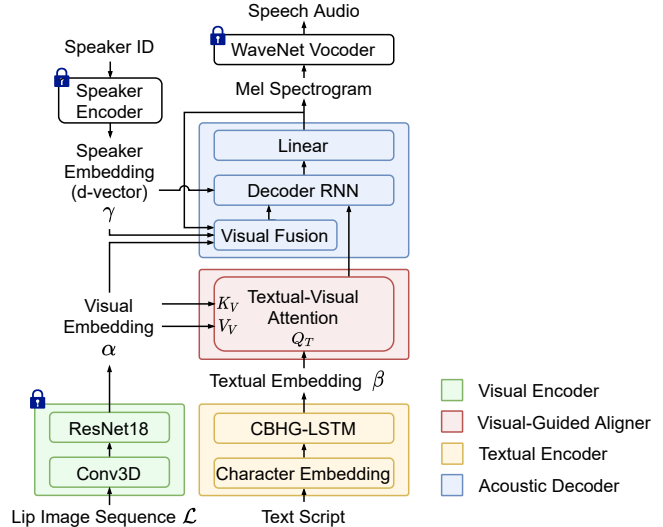 Speech Audio
WaveNet Vocoder
Mel Spectrogram
Speaker ID
Speaker
Encoder
Speaker
Embedding
(d-vector)
γ
Linear
Decoder RNN
Visual Fusion
Visual
Embedding
α
K_V
V_V
Textual-Visual
Attention
Q_T
Textual Embedding β
ResNet18
Conv3D
Lip Image Sequence ℒ
CBHG-LSTM
Character Embedding
Text Script
Visual Encoder
Visual-Guided Aligner
Textual Encoder
Acoustic Decoder